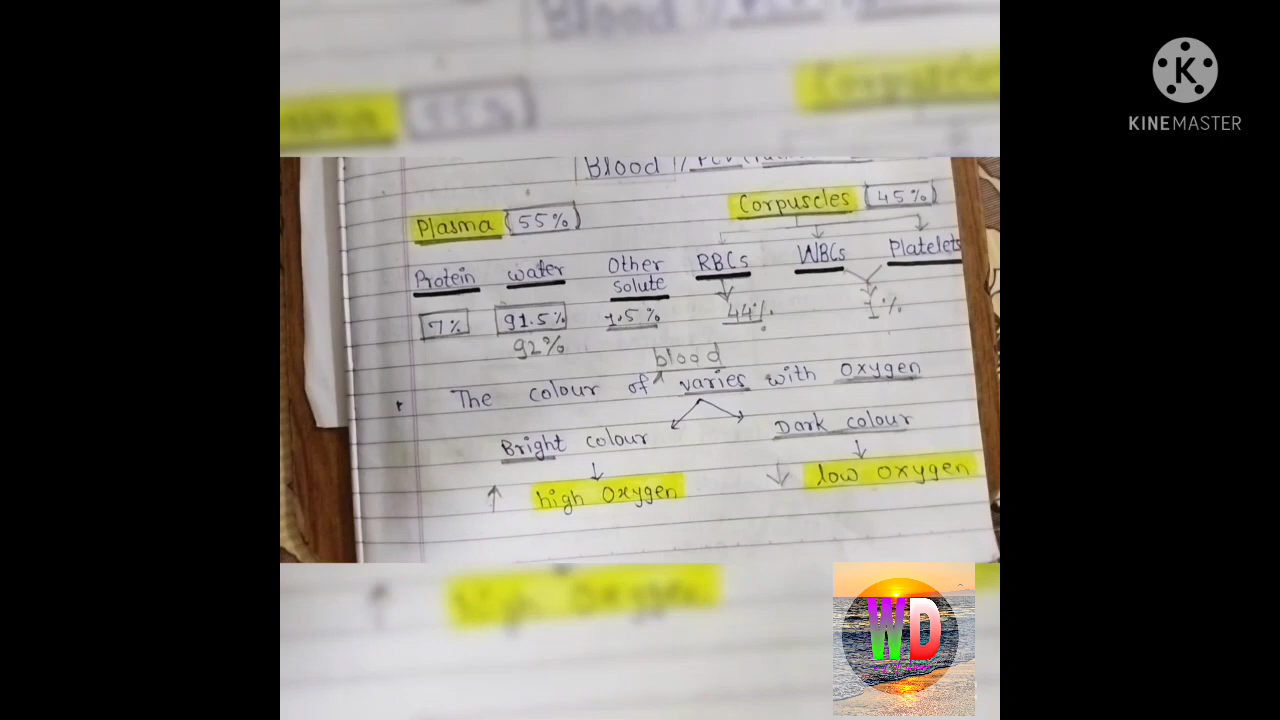 Blood
Corpuscles (45%)
Plasma (55%)
Protein water Other solute RBCs WBCs Platelets
7% 91.5% 1.5% 44% 1%
92%
blood
The colour of ^ varies with oxygen
Bright colour Dark colour
↑ high oxygen ↓ low oxygen
KINEMASTER
WD